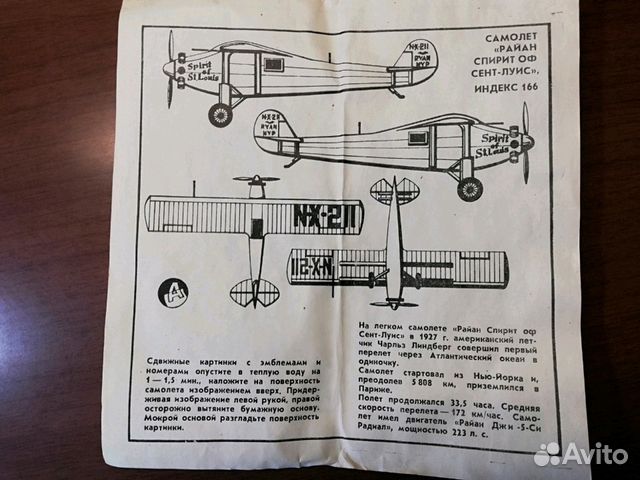 САМОЛЕТ
«РАЙАН
СПИРИТ ОФ
СЕНТ-ЛУИС»,
ИНДЕКС 166
Spirit
of
St.Louis
N-X-211
RYAN
NYP
N-X-211
RYAN
NYP
Spirit
of
St.Louis
N-X-211
N-X-211
А
Сдвижные картинки с эмблемами и
номерами опустите в теплую воду на
1—1,5 мин., наложите на поверхность
самолета изображением вверх. Придер-
живая изображение левой рукой, правой
осторожно вытяните бумажную основу.
Мокрой основой разгладьте поверхность
картинки.
На легком самолете «Райан Спирит оф
Сент-Луис» в 1927 г. американский лет-
чик Чарльз Линдберг совершил первый
перелет через Атлантический океан в
одиночку.
Самолет стартовал из Нью-Йорка и,
преодолев 5 808 км, приземлился в
Париже.
Полет продолжался 33,5 часа. Средняя
скорость перелета—172 км/час. Само-
лет имел двигатель «Райан Джи -5-Си
Радиал», мощностью 223 л. с.
Avito